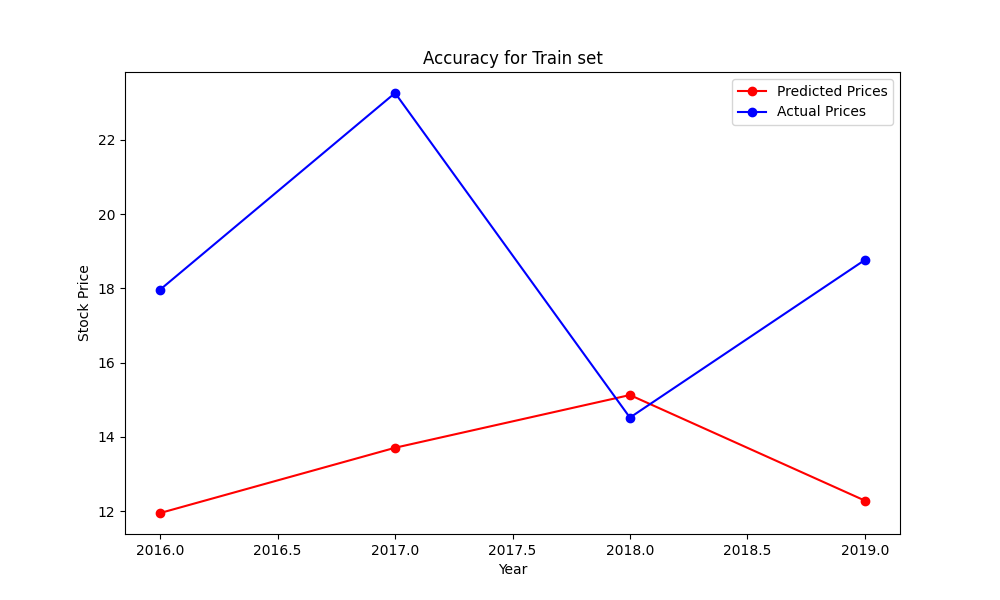 Accuracy for Train set
Predicted Prices
Actual Prices
22
20
18
16
14
12
Stock Price
2016.0 2016.5 2017.0 2017.5 2018.0 2018.5 2019.0
Year